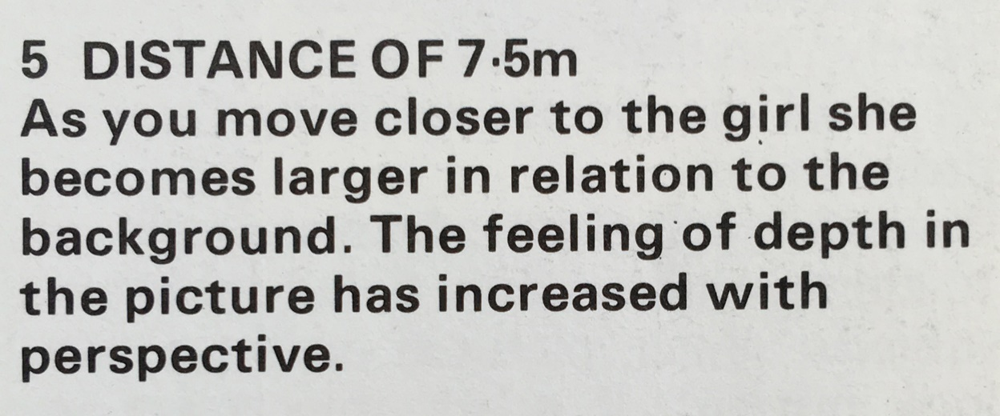 5 DISTANCE OF 7·5m
As you move closer to the girl she
becomes larger in relation to the
background. The feeling of depth in
the picture has increased with
perspective.